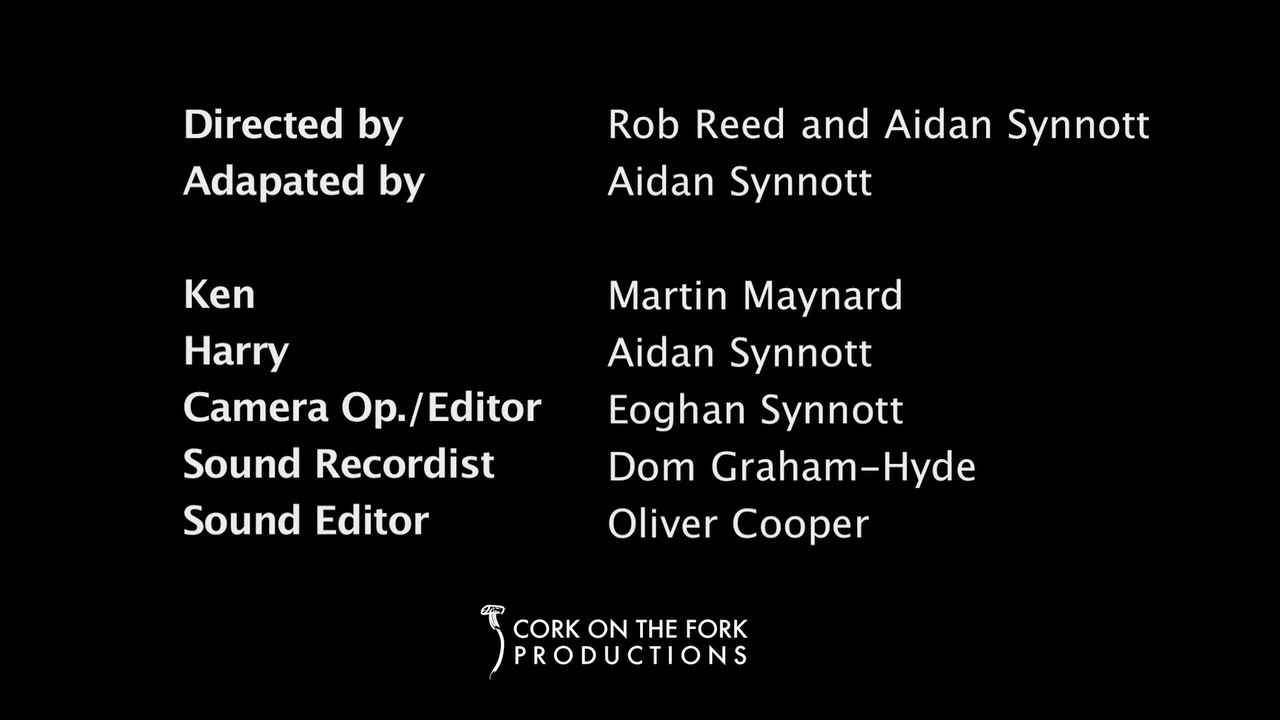 Directed by Rob Reed and Aidan Synnott
Adapated by Aidan Synnott
Ken Martin Maynard
Harry Aidan Synnott
Camera Op./Editor Eoghan Synnott
Sound Recordist Dom Graham-Hyde
Sound Editor Oliver Cooper
CORK ON THE FORK
PRODUCTIONS